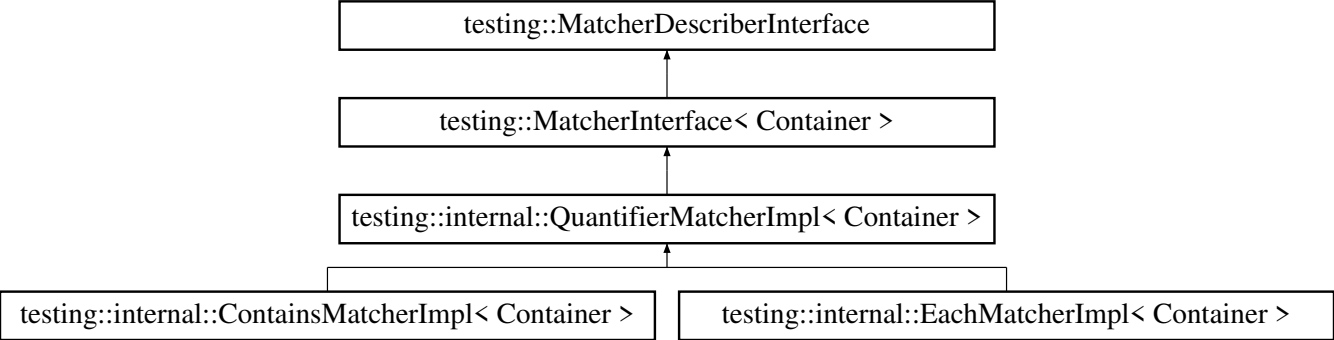 testing::MatcherDescriberInterface
testing::MatcherInterface< Container >
testing::internal::QuantifierMatcherImpl< Container >
testing::internal::ContainsMatcherImpl< Container >
testing::internal::EachMatcherImpl< Container >